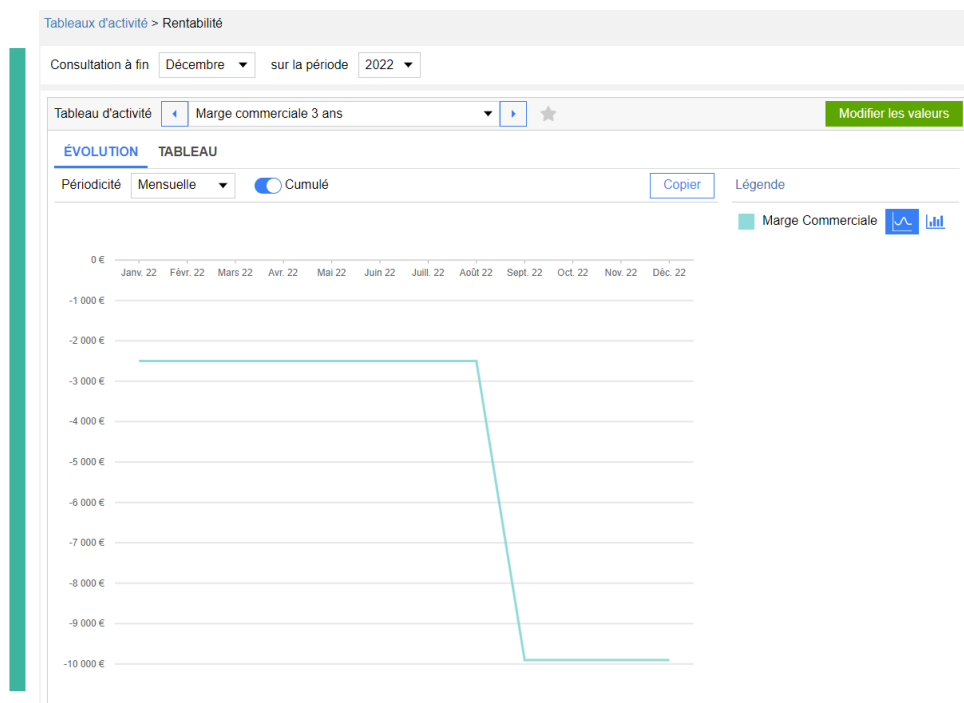 Tableaux d'activité > Rentabilité
Consultation à fin Décembre sur la période 2022
Tableau d'activité Marge commerciale 3 ans Modifier les valeurs
ÉVOLUTION TABLEAU
Périodicité Mensuelle Cumulé Copier Légende
Marge Commerciale
0 €
Janv. 22 Févr. 22 Mars 22 Avr. 22 Mai 22 Juin 22 Juill. 22 Août 22 Sept. 22 Oct. 22 Nov. 22 Déc. 22
-1 000 €
-2 000 €
-3 000 €
-4 000 €
-5 000 €
-6 000 €
-7 000 €
-8 000 €
-9 000 €
-10 000 €